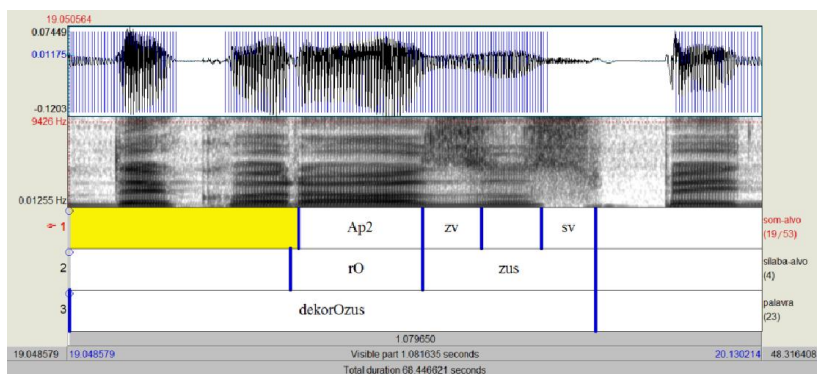 19.050564
0.07449
0.01175
-0.1203
9426 Hz
0.01255 Hz
1 Ap2 zv sv som-alvo (19/53)
2 rO zus sílaba-alvo (4)
3 dekorOzus palavra (23)
1.079650
19.048579 19.048579 Visible part 1.081635 seconds 20.130214 48.316408
Total duration 68.446621 seconds